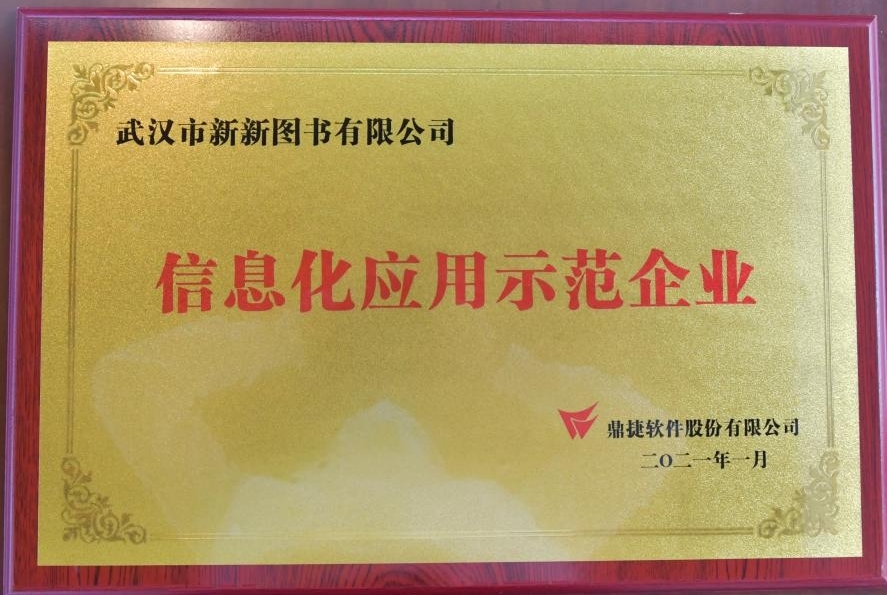 武汉市新新图书有限公司
信息化应用示范企业
鼎捷软件股份有限公司
二〇二一年一月